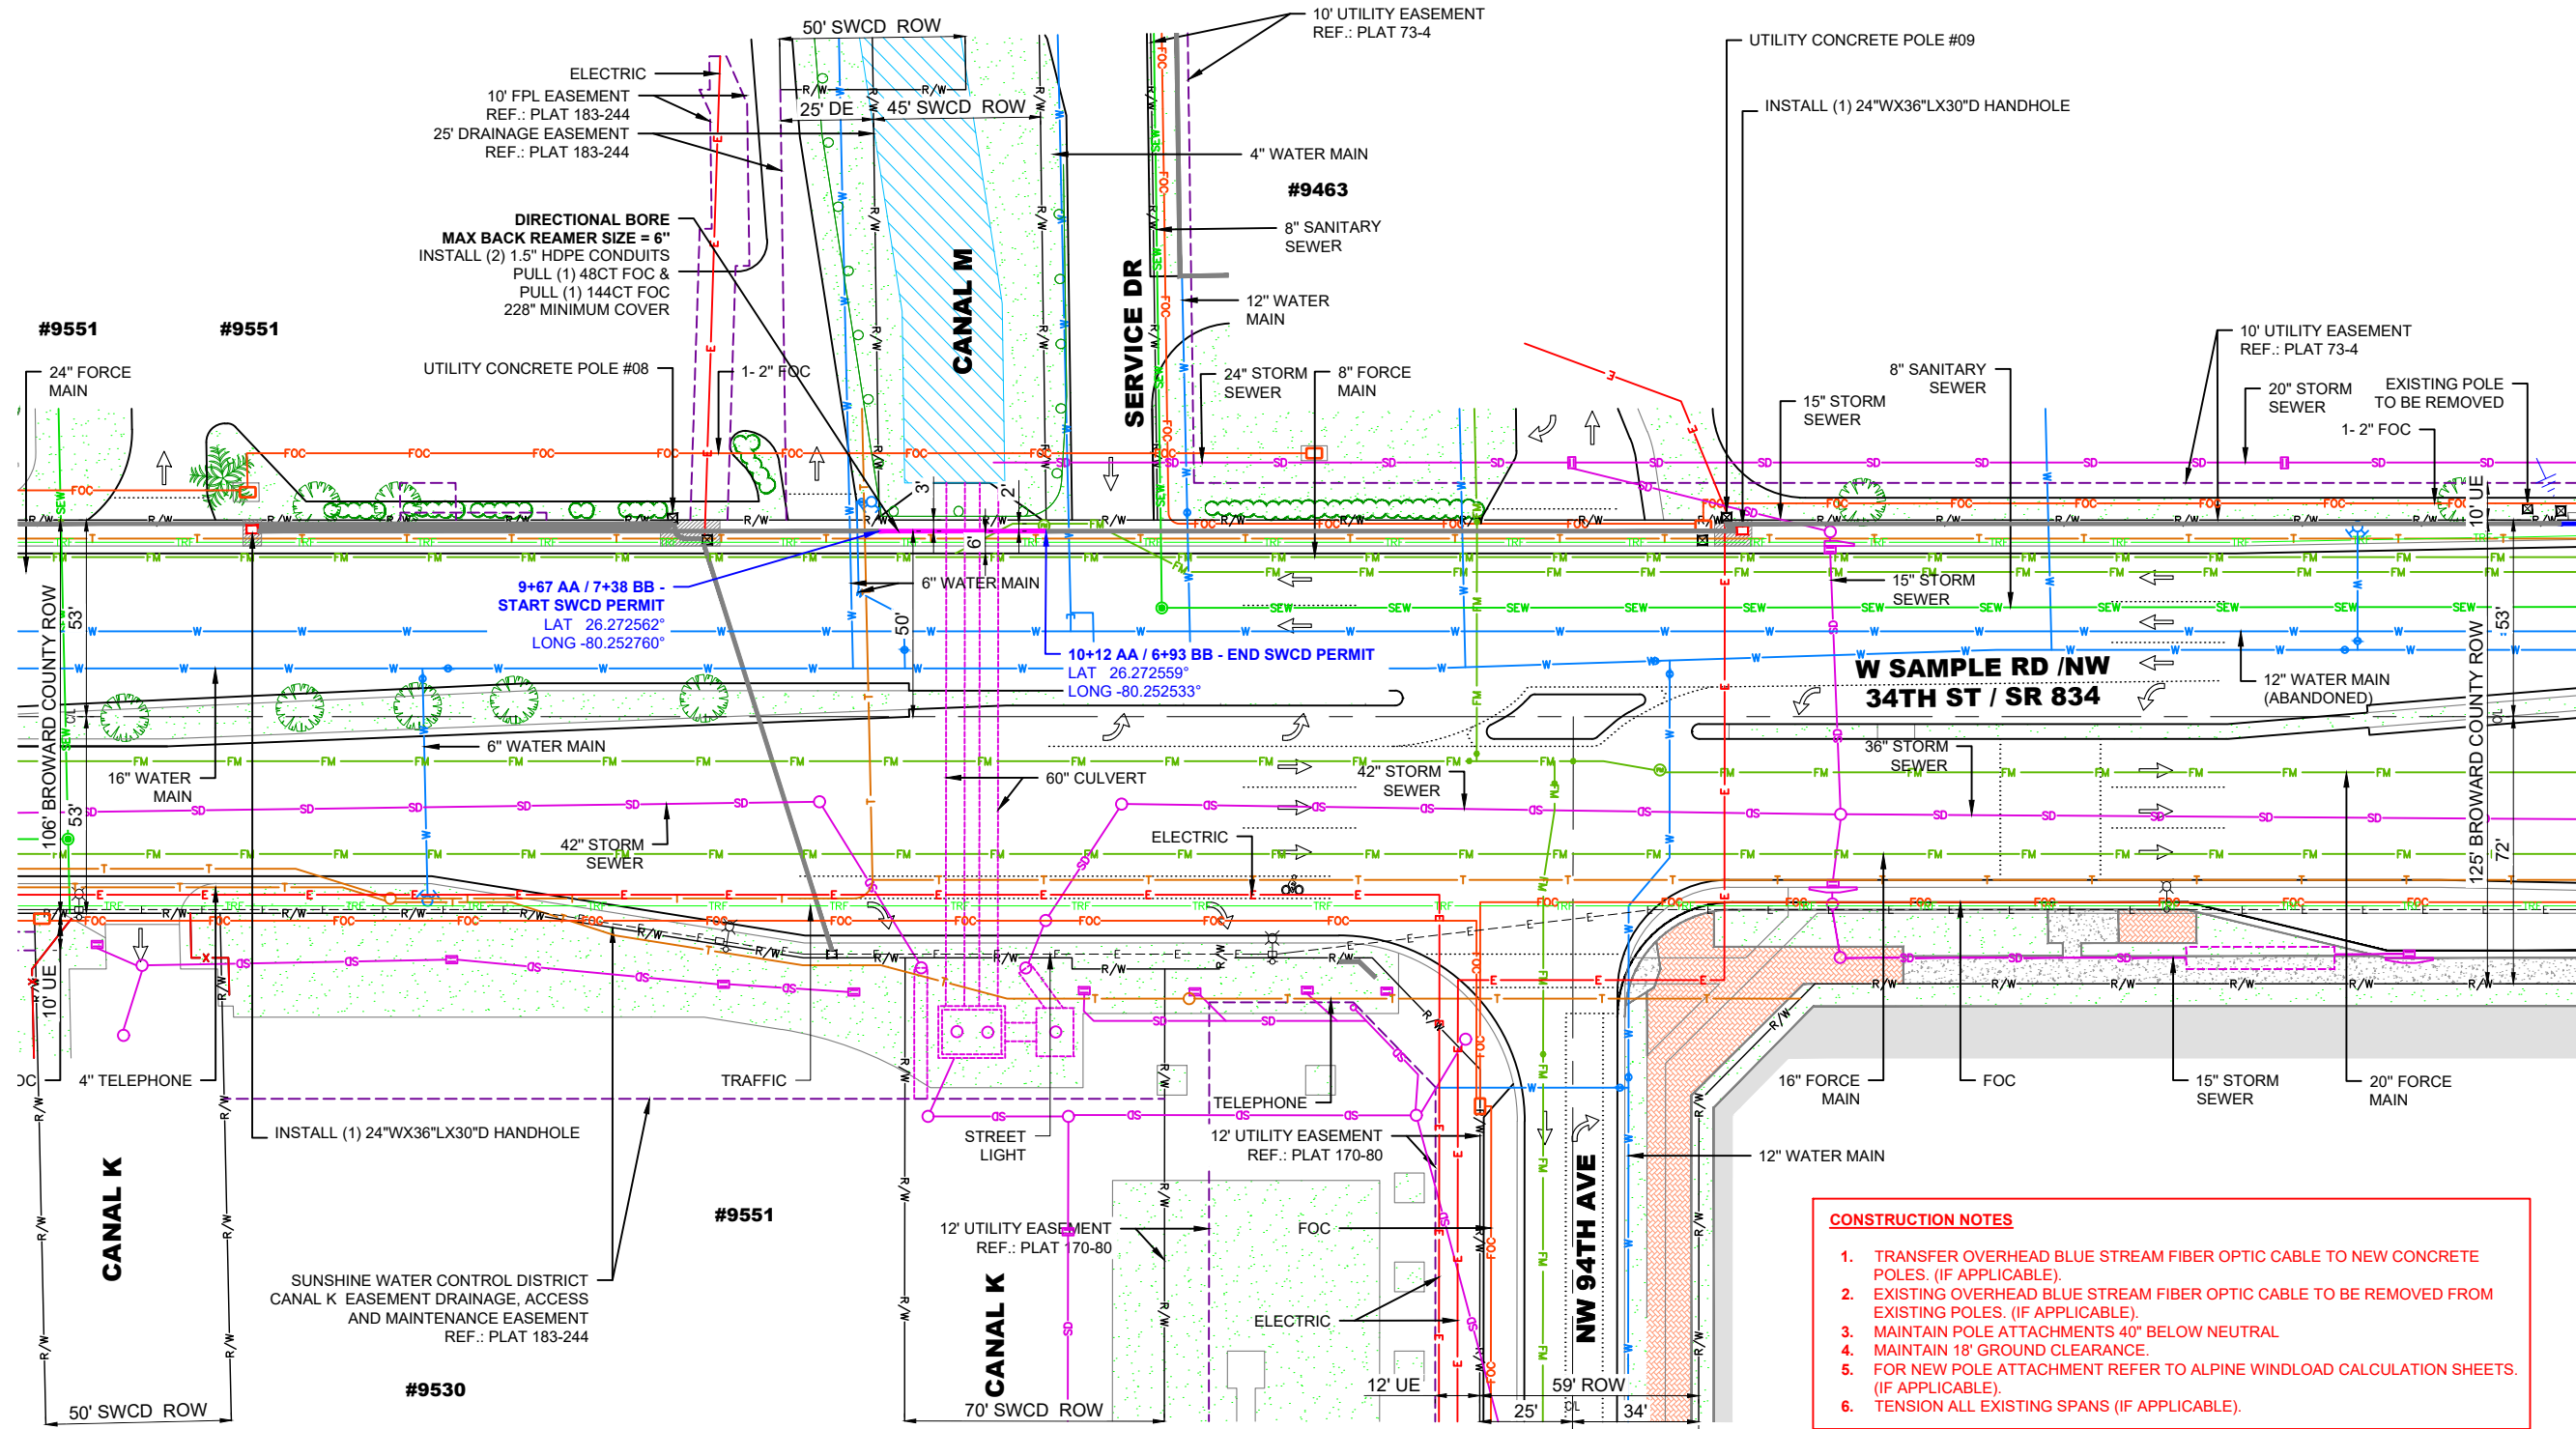 50' SWCD ROW
10' UTILITY EASEMENT
REF.: PLAT 73-4
UTILITY CONCRETE POLE #09
ELECTRIC
10' FPL EASEMENT
REF.: PLAT 183-244
25' DRAINAGE EASEMENT
REF.: PLAT 183-244
25' DE
45' SWCD ROW
INSTALL (1) 24"WX36"LX30"D HANDHOLE
4" WATER MAIN
#9463
DIRECTIONAL BORE
MAX BACK REAMER SIZE = 6"
INSTALL (2) 1.5" HDPE CONDUITS
PULL (1) 48CT FOC &
PULL (1) 144CT FOC
228" MINIMUM COVER
8" SANITARY
SEWER
CANAL M
SERVICE DR
12" WATER
MAIN
#9551
#9551
24" FORCE
MAIN
UTILITY CONCRETE POLE #08
1- 2" FOC
24" STORM
SEWER
8" FORCE
MAIN
15" STORM
SEWER
8" SANITARY
SEWER
10' UTILITY EASEMENT
REF.: PLAT 73-4
20" STORM
SEWER
EXISTING POLE
TO BE REMOVED
1- 2" FOC
3'
2'
6'
10' UE
9+67 AA / 7+38 BB -
START SWCD PERMIT
LAT 26.272562°
LONG -80.252760°
6" WATER MAIN
50'
15" STORM
SEWER
53'
53'
10+12 AA / 6+93 BB - END SWCD PERMIT
LAT 26.272559°
LONG -80.252533°
W SAMPLE RD /NW
34TH ST / SR 834
12" WATER MAIN
(ABANDONED)
106' BROWARD COUNTY ROW
125' BROWARD COUNTY ROW
C/L
6" WATER MAIN
16" WATER
MAIN
60" CULVERT
42" STORM
SEWER
36" STORM
SEWER
53'
72'
42" STORM
SEWER
ELECTRIC
10' UE
4" TELEPHONE
TRAFFIC
TELEPHONE
16" FORCE
MAIN
FOC
15" STORM
SEWER
20" FORCE
MAIN
INSTALL (1) 24"WX36"LX30"D HANDHOLE
STREET
LIGHT
12' UTILITY EASEMENT
REF.: PLAT 170-80
12" WATER MAIN
CANAL K
#9551
12' UTILITY EASEMENT
REF.: PLAT 170-80
FOC
NW 94TH AVE
SUNSHINE WATER CONTROL DISTRICT
CANAL K EASEMENT DRAINAGE, ACCESS
AND MAINTENANCE EASEMENT
REF.: PLAT 183-244
CANAL K
ELECTRIC
#9530
50' SWCD ROW
70' SWCD ROW
12' UE
59' ROW
25'
34'
CONSTRUCTION NOTES
1. TRANSFER OVERHEAD BLUE STREAM FIBER OPTIC CABLE TO NEW CONCRETE
POLES. (IF APPLICABLE).
2. EXISTING OVERHEAD BLUE STREAM FIBER OPTIC CABLE TO BE REMOVED FROM
EXISTING POLES. (IF APPLICABLE).
3. MAINTAIN POLE ATTACHMENTS 40" BELOW NEUTRAL
4. MAINTAIN 18' GROUND CLEARANCE.
5. FOR NEW POLE ATTACHMENT REFER TO ALPINE WINDLOAD CALCULATION SHEETS.
(IF APPLICABLE).
6. TENSION ALL EXISTING SPANS (IF APPLICABLE).